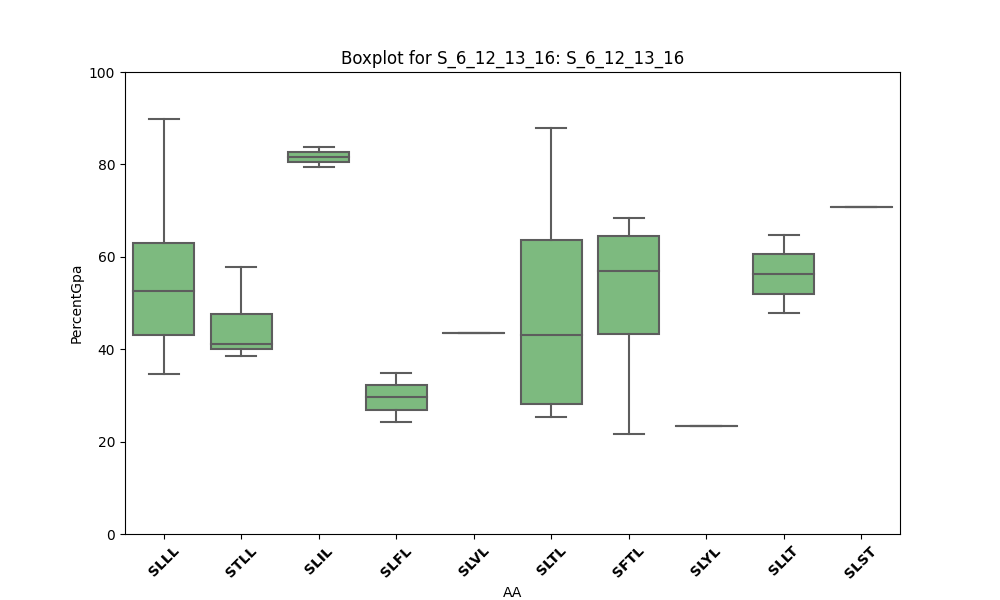 Boxplot for S_6_12_13_16: S_6_12_13_16
100
80
60
40
20
0
PercentGpa
SLLL
STLL
SLIL
SLFL
SLVL
SLTL
SFTL
SLYL
SLLT
SLST
AA